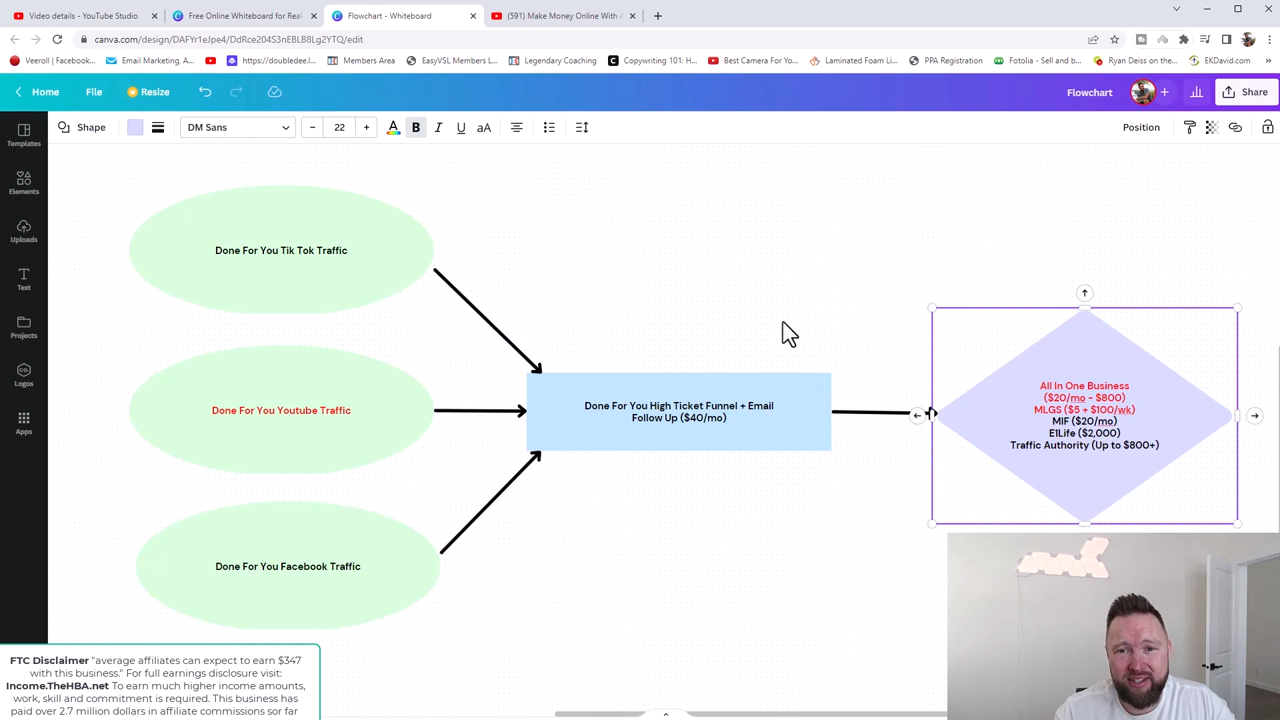 Video details - YouTube Studio
Free Online Whiteboard for Real
Flowchart - Whiteboard
(591) Make Money Online With
canva.com/design/DAFYr1eJpe4/DdRce204S3nEBLB8Lg2YTQ/edit
Veeroll | Facebook...
Email Marketing, A...
https://doubledee.l...
Members Area
EasyVSL Members L...
Legendary Coaching
Copywriting 101: H...
Best Camera For Yo...
Laminated Foam Li...
PPA Registration
Fotolia - Sell and b...
Ryan Deiss on the...
EKDavid.com
Home
File
Resize
Flowchart
Share
Shape
DM Sans
22
B
I
U
aA
Position
Templates
Elements
Uploads
Text
Projects
Logos
Apps
Done For You Tik Tok Traffic
Done For You Youtube Traffic
Done For You Facebook Traffic
Done For You High Ticket Funnel + Email
Follow Up ($40/mo)
All In One Business
($20/mo - $800)
MLGS ($5 + $100/wk)
MIF ($20/mo)
E1Life ($2,000)
Traffic Authority (Up to $800+)
FTC Disclaimer "average affiliates can expect to earn $347
with this business." For full earnings disclosure visit:
Income.TheHBA.net To earn much higher income amounts,
work, skill and commitment is required. This business has
paid over 2.7 million dollars in affiliate commissions sor far